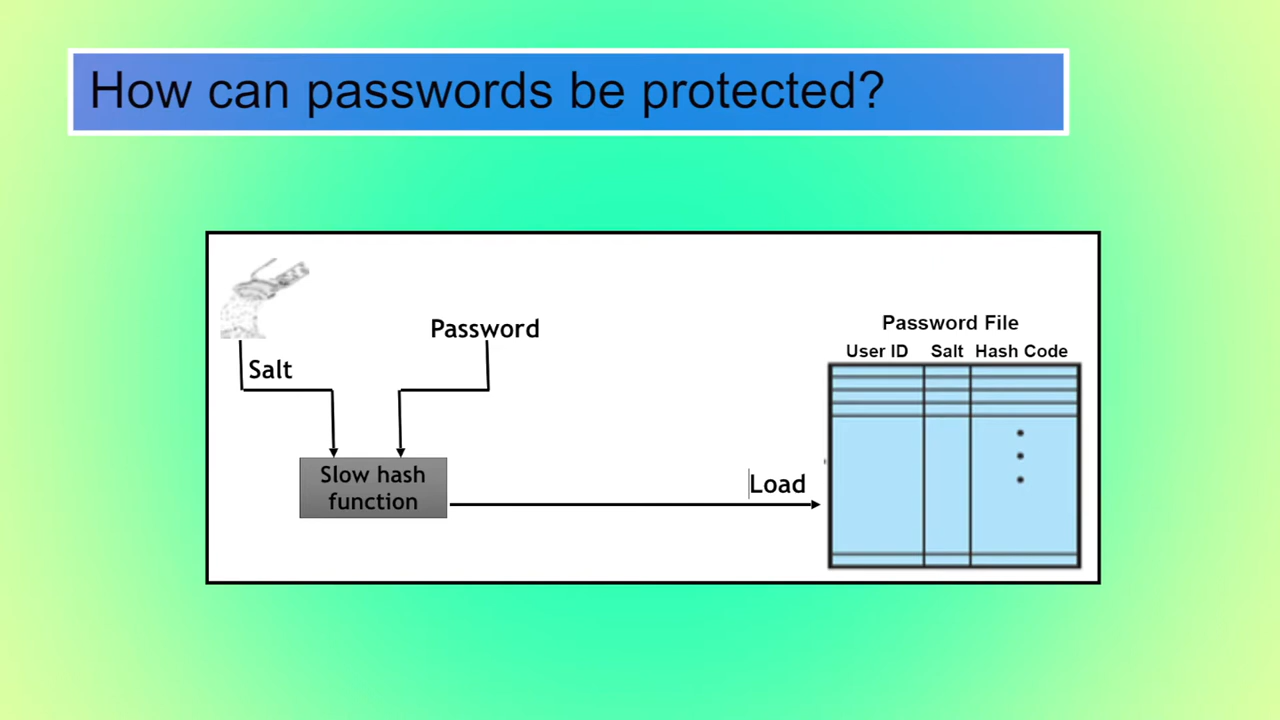 How can passwords be protected?
Password File
Password
User ID Salt Hash Code
Salt
Slow hash
function
Load